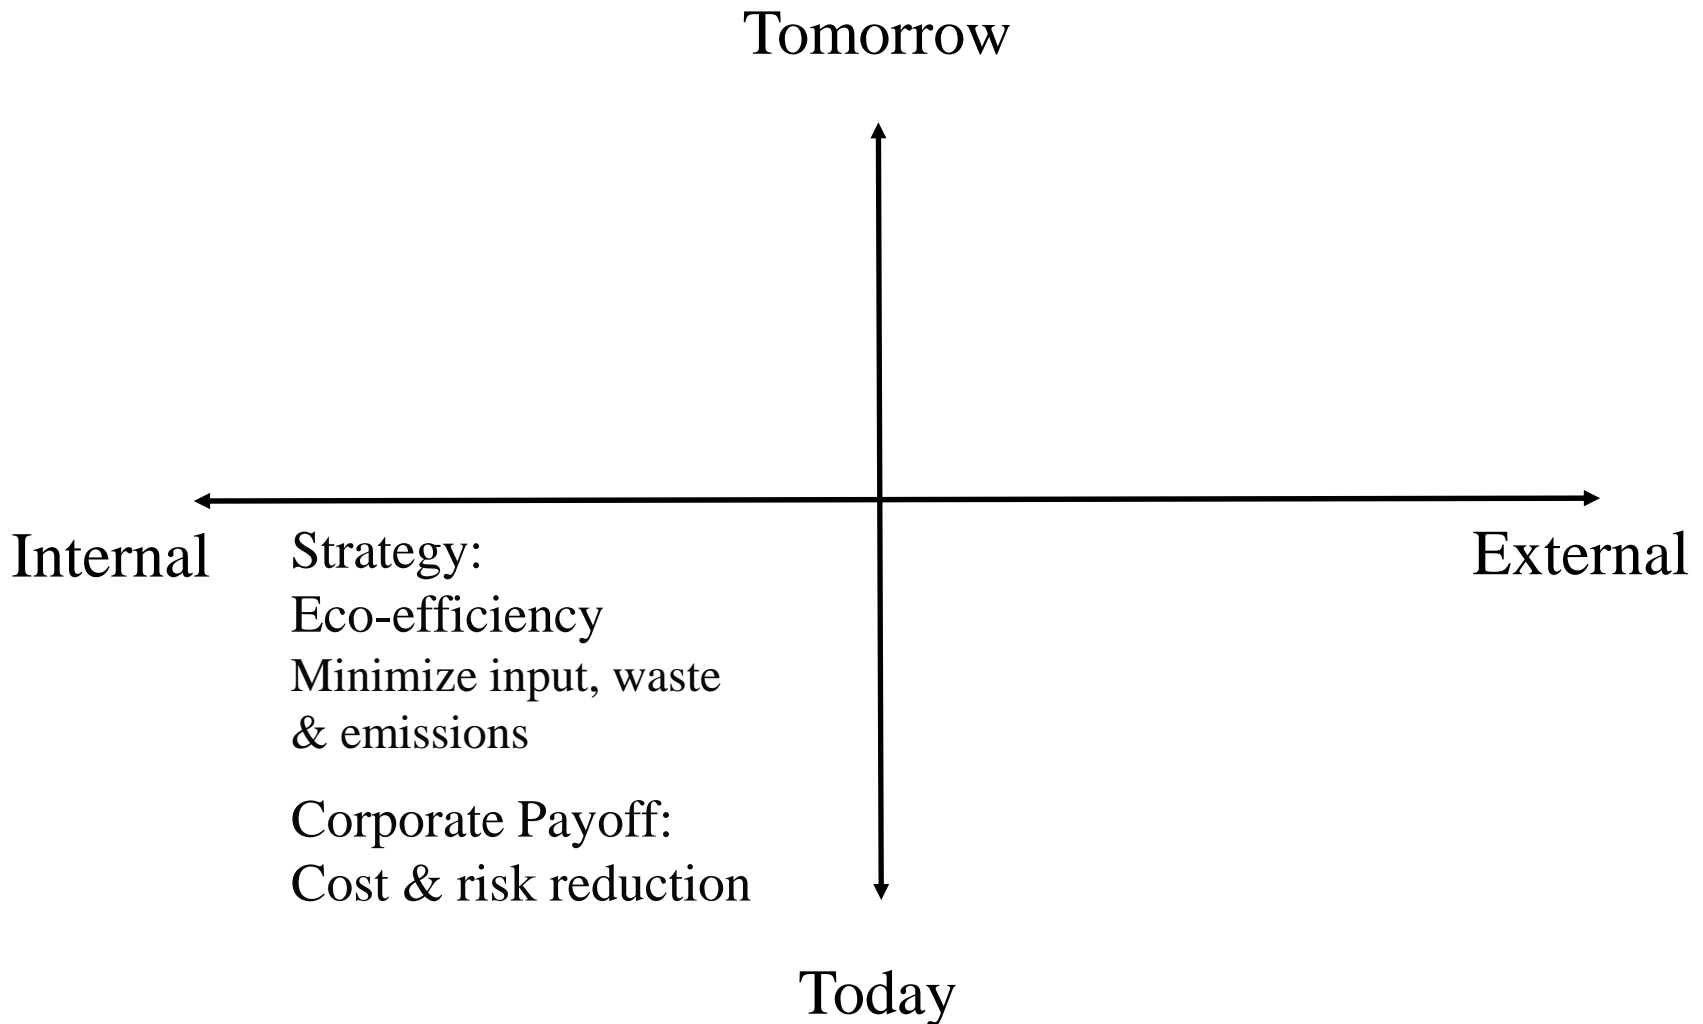 Tomorrow
Internal
External
Strategy:
Eco-efficiency
Minimize input, waste
& emissions
Corporate Payoff:
Cost & risk reduction
Today